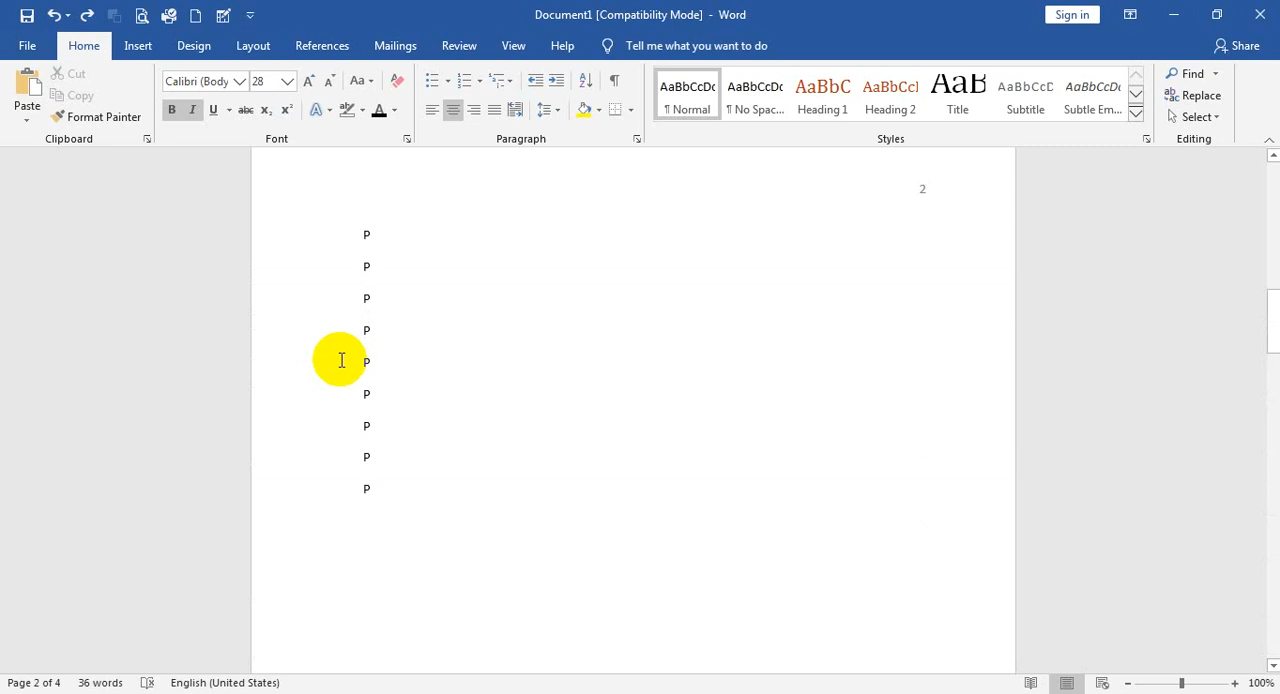 Document1 [Compatibility Mode] - Word
Sign in
File Home Insert Design Layout References Mailings Review View Help Tell me what you want to do Share
Paste
Cut
Copy
Format Painter
Clipboard
Calibri (Body 28
Font
Paragraph
AaBbCcDc AaBbCcDc AaBbC AaBbCcI AaB AaBbCcD AaBbCcDc
¶ Normal ¶ No Spac... Heading 1 Heading 2 Title Subtitle Subtle Em...
Styles
Find
Replace
Select
Editing
2
P
P
P
P
P
P
P
P
P
Page 2 of 4 36 words English (United States) 100%